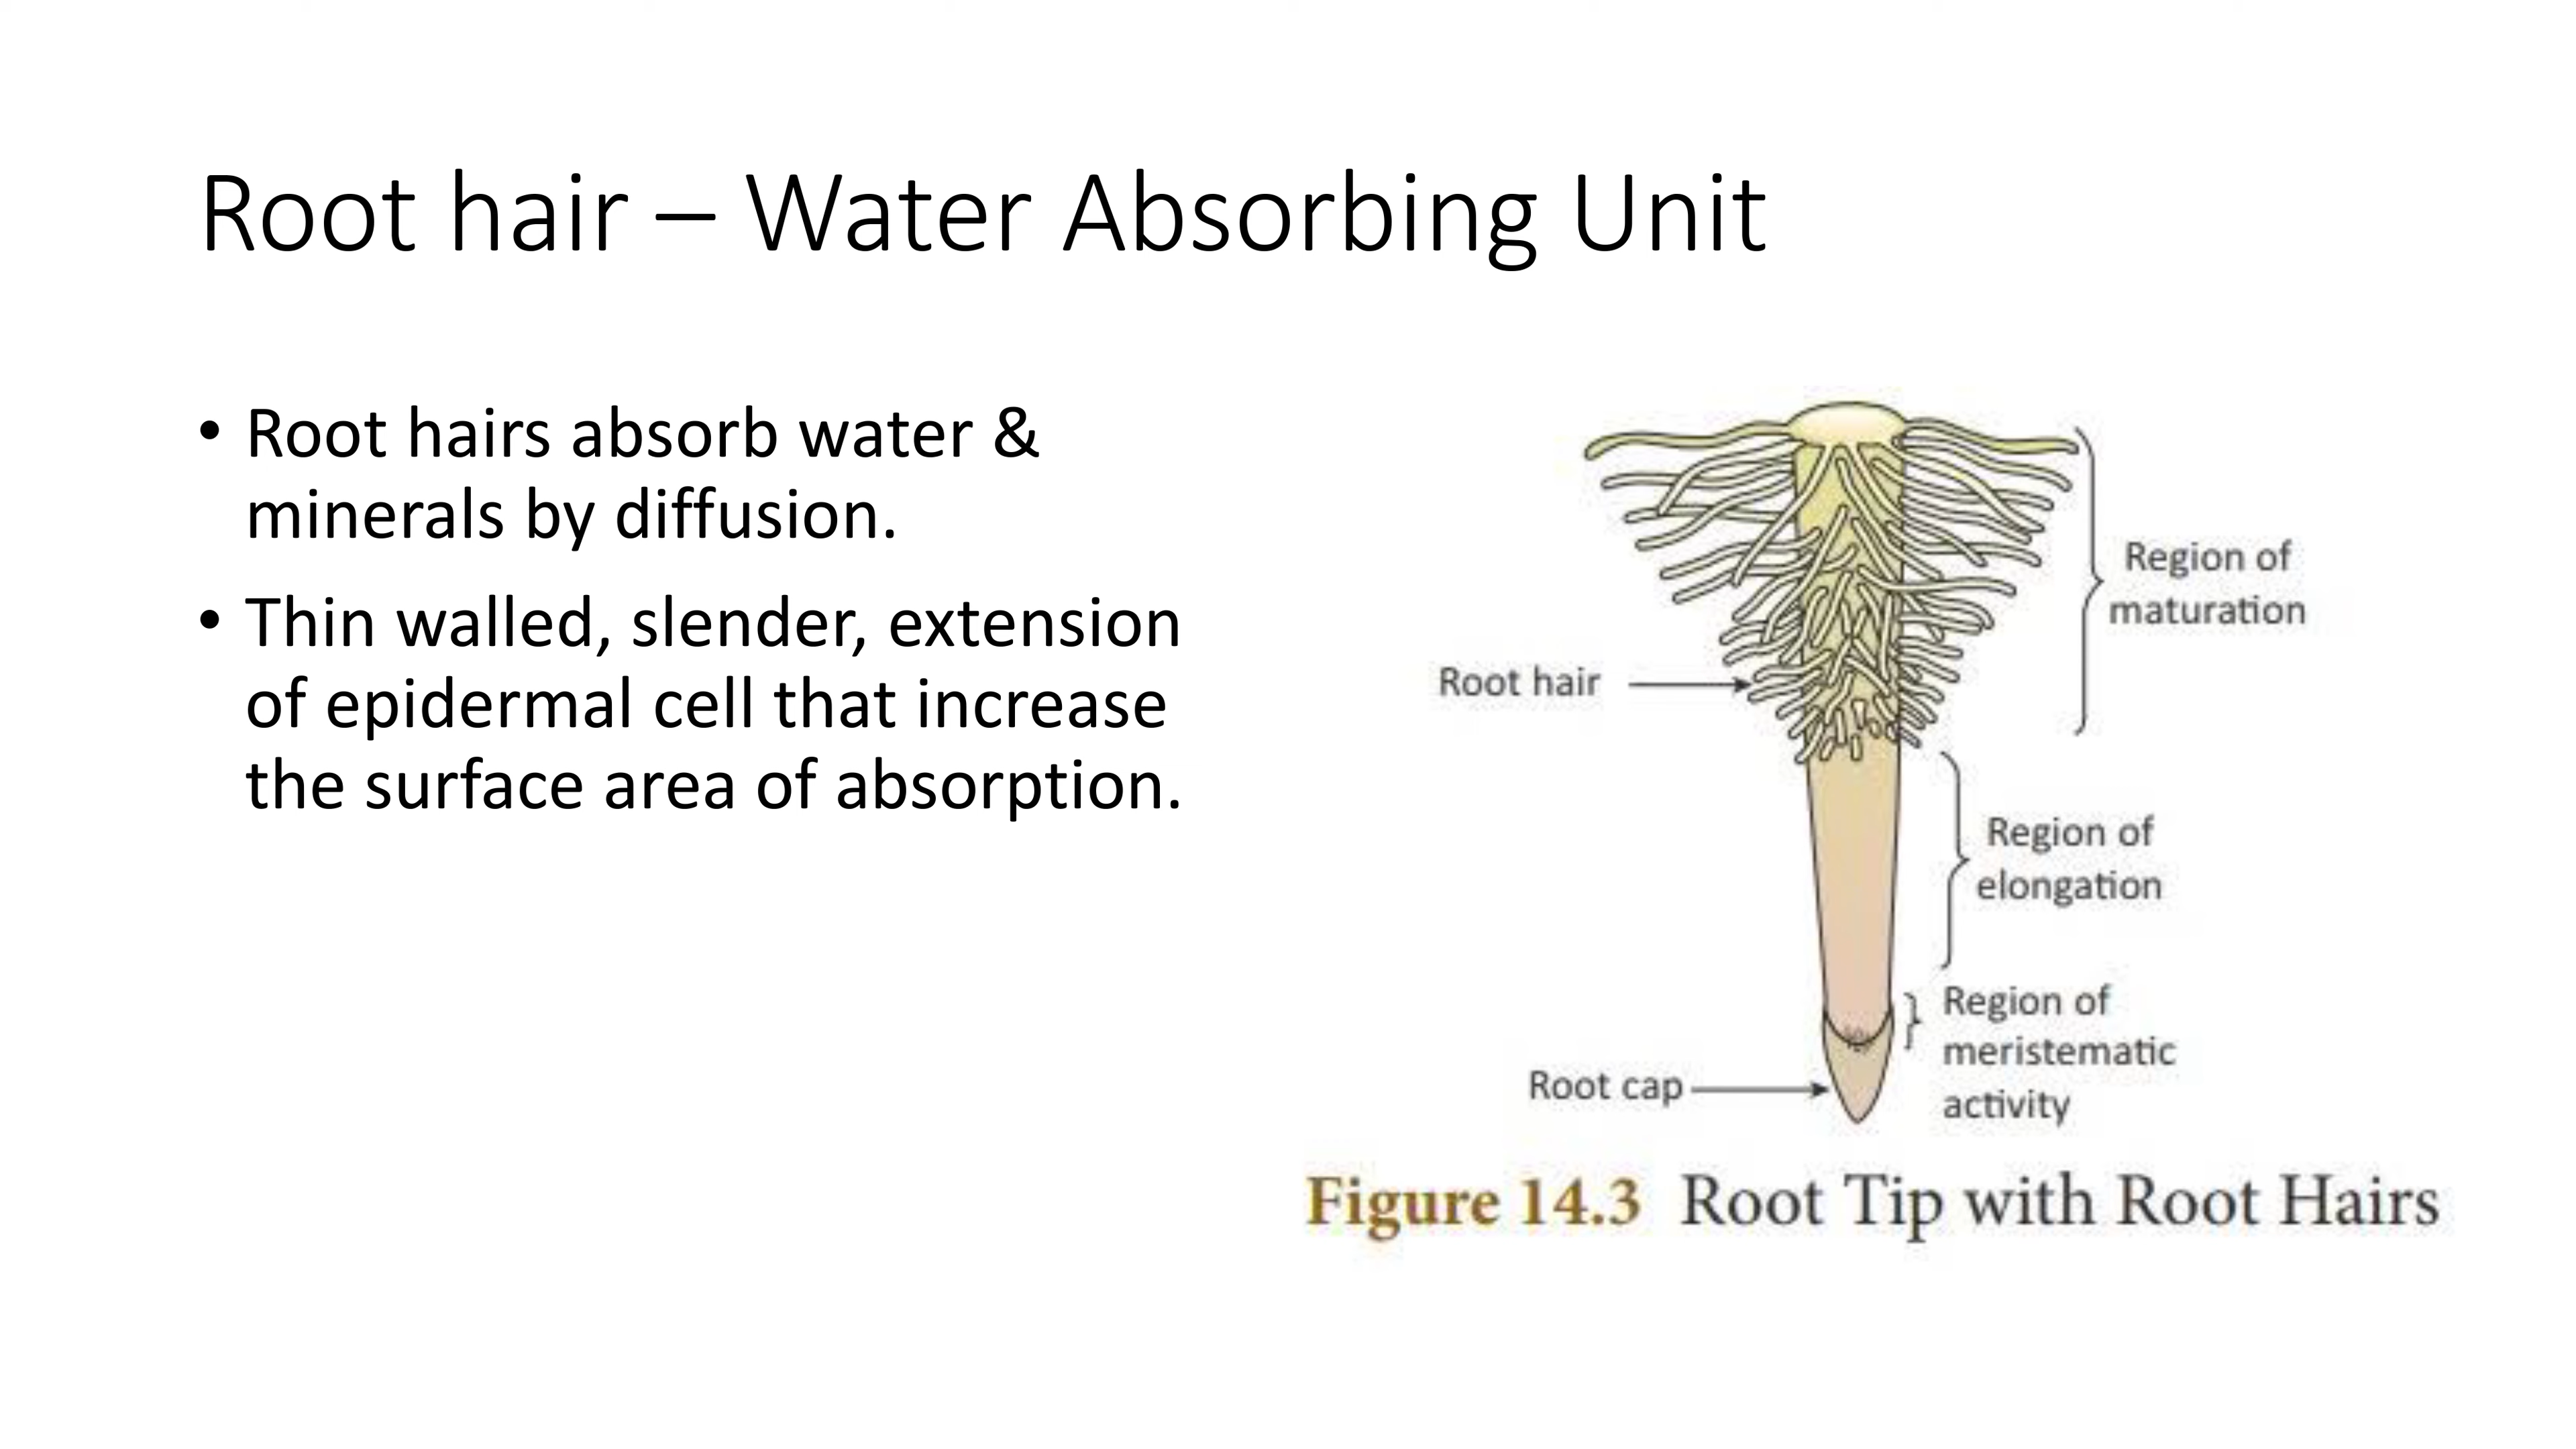 Root hair – Water Absorbing Unit
• Root hairs absorb water &
minerals by diffusion.
• Thin walled, slender, extension
of epidermal cell that increase
the surface area of absorption.
Region of
maturation
Root hair
Region of
elongation
Region of
meristematic
activity
Root cap
Figure 14.3 Root Tip with Root Hairs